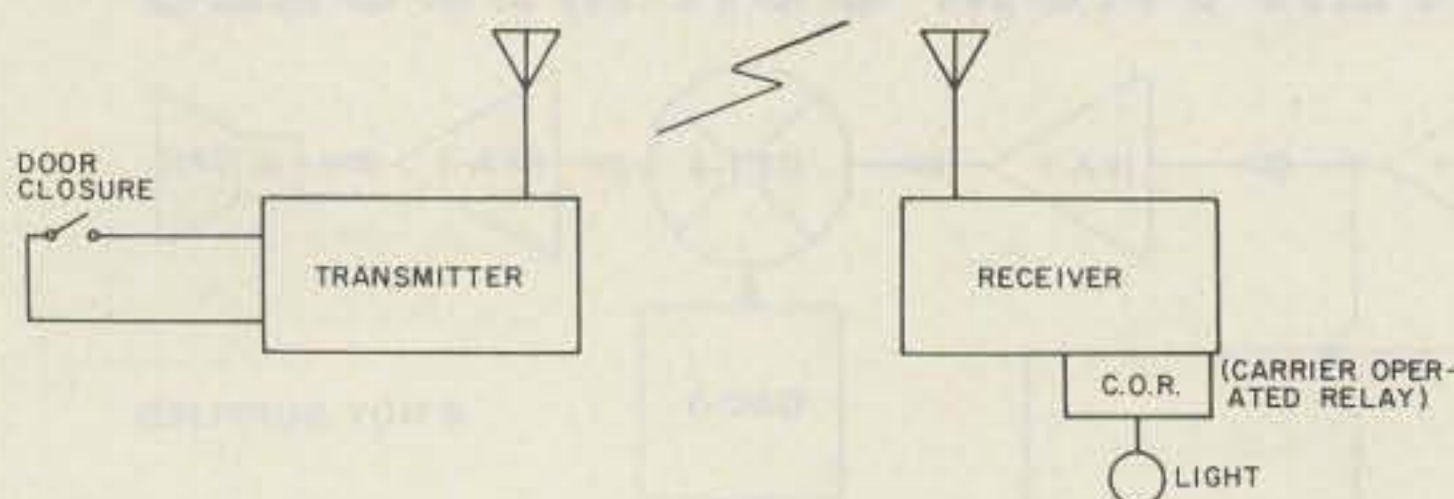 DOOR
CLOSURE
TRANSMITTER
RECEIVER
C.O.R.
(CARRIER OPER-
ATED RELAY)
LIGHT